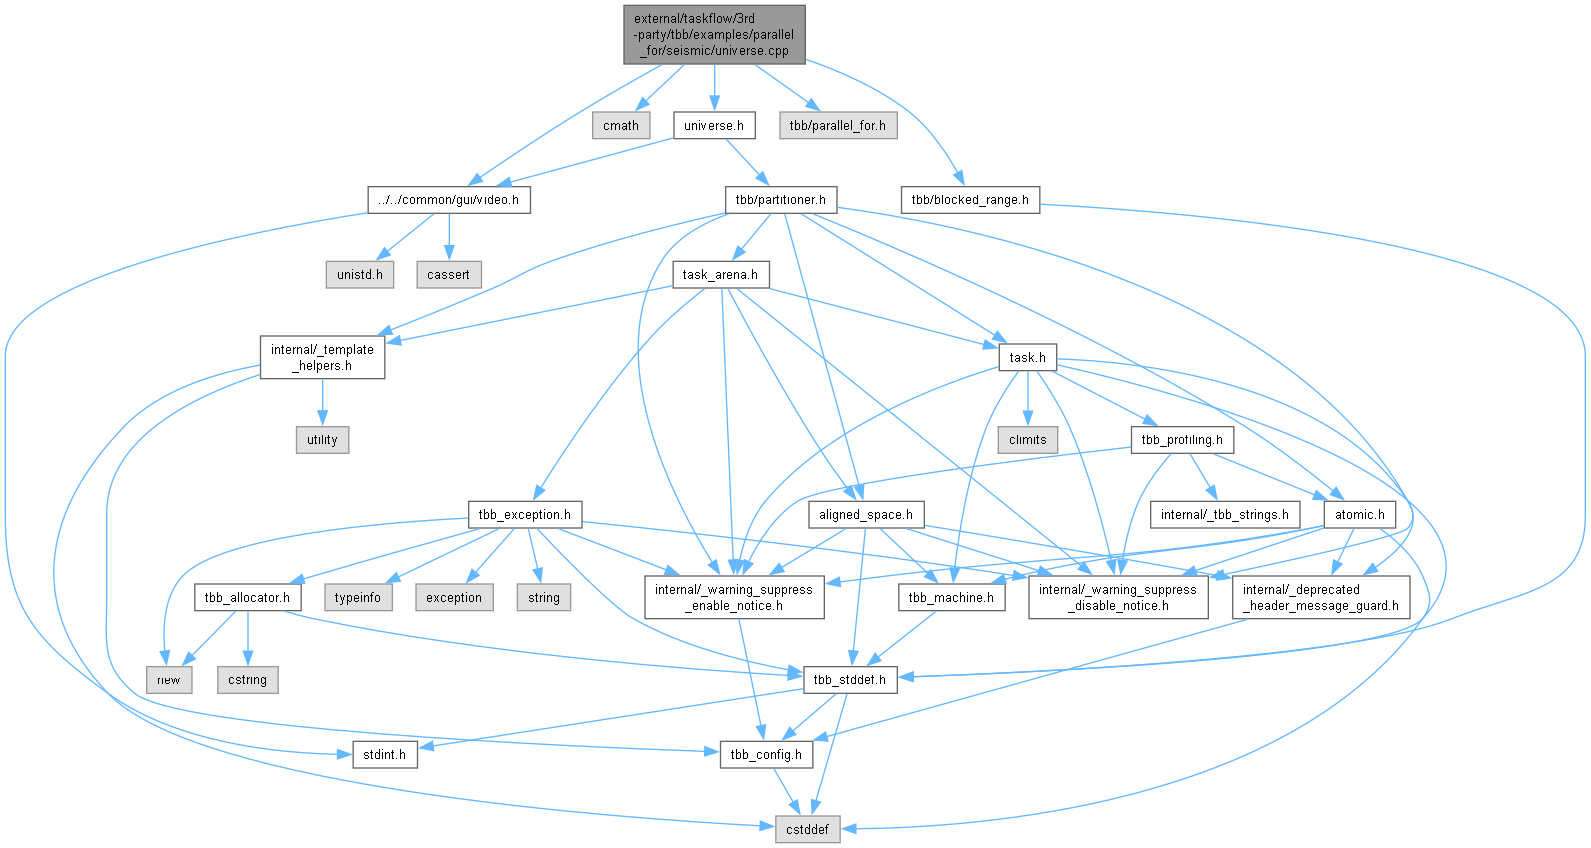 external/taskflow/3rd
-party/tbb/examples/parallel
_for/seismic/universe.cpp
cmath
universe.h
tbb/parallel_for.h
../../common/gui/video.h
tbb/partitioner.h
tbb/blocked_range.h
unistd.h
cassert
task_arena.h
internal/_template
_helpers.h
task.h
utility
climits
tbb_profiling.h
tbb_exception.h
aligned_space.h
internal/_tbb_strings.h
atomic.h
tbb_allocator.h
typeinfo
exception
string
internal/_warning_suppress
_enable_notice.h
tbb_machine.h
internal/_warning_suppress
_disable_notice.h
internal/_deprecated
_header_message_guard.h
new
cstring
tbb_stddef.h
stdint.h
tbb_config.h
cstddef